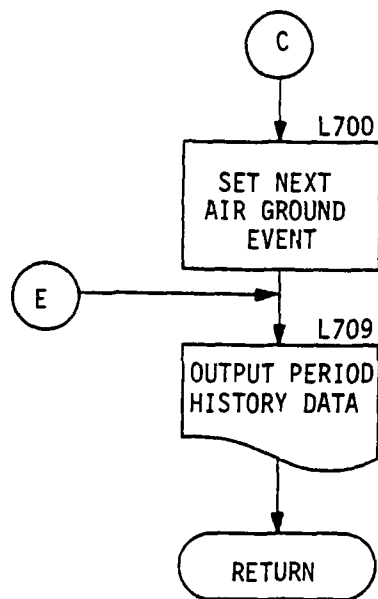 C
L700
SET NEXT
AIR GROUND
EVENT
E
L709
OUTPUT PERIOD
HISTORY DATA
RETURN